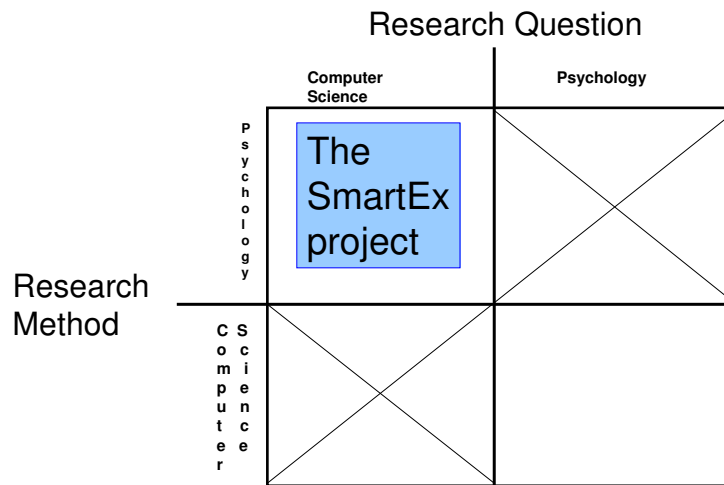 Research Question
Computer
Science
Psychology
Psychology
The
SmartEx
project
Research
Method
Computer
Science